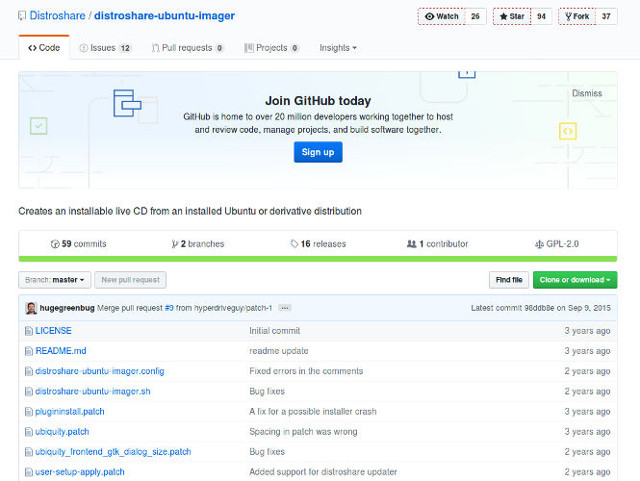 Distroshare / distroshare-ubuntu-imager
Watch 26 Star 94 Fork 37
Code Issues 12 Pull requests 0 Projects 0 Insights
Join GitHub today
Dismiss
GitHub is home to over 20 million developers working together to host
and review code, manage projects, and build software together.
Sign up
Creates an installable live CD from an installed Ubuntu or derivative distribution
59 commits 2 branches 16 releases 1 contributor GPL-2.0
Branch: master New pull request Find file Clone or download
hugegreenbug Merge pull request #9 from hyperdriveguy/patch-1 ... Latest commit 98ddb8e on Sep 9, 2015
LICENSE Initial commit 3 years ago
README.md readme update 3 years ago
distroshare-ubuntu-imager.config Fixed errors in the comments 2 years ago
distroshare-ubuntu-imager.sh Bug fixes 2 years ago
plugininstall.patch A fix for a possible installer crash 3 years ago
ubiquity.patch Spacing in patch was wrong 3 years ago
ubiquity_frontend_gtk_dialog_size.patch Bug fixes 2 years ago
user-setup-apply.patch Added support for distroshare updater 2 years ago